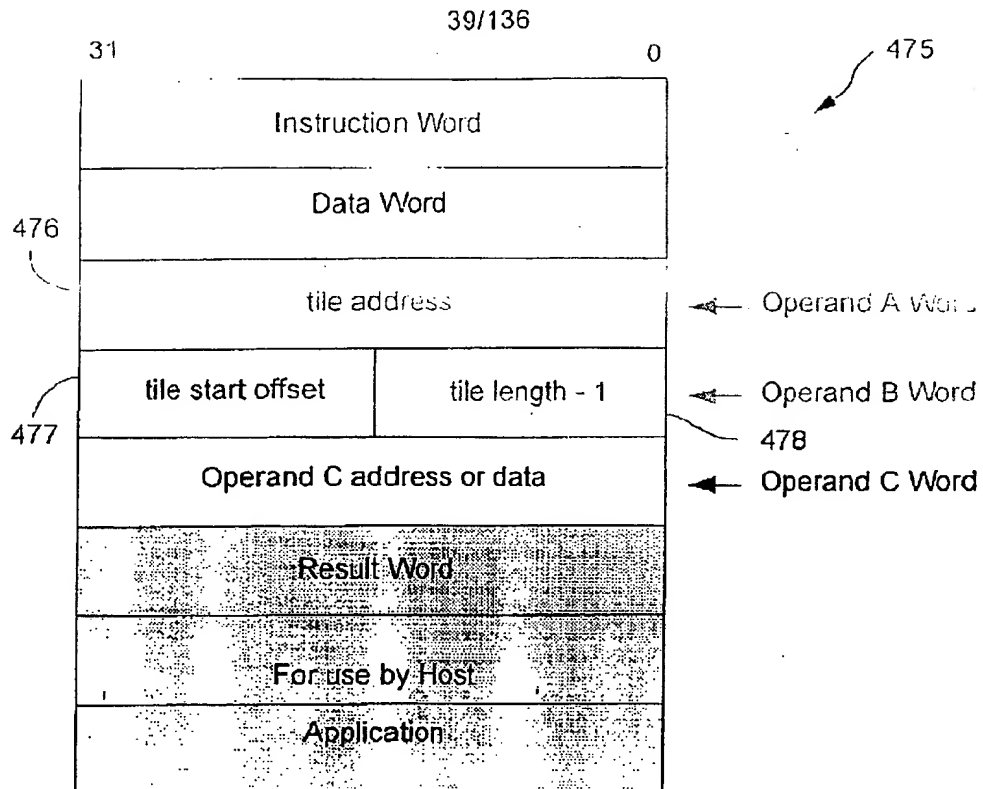 39/136
31 0
475
Instruction Word
Data Word
476
tile address
Operand A
tile start offset
tile length - 1
Operand B Word
477
478
Operand C address or data
Operand C Word
Result Word
For use by Host
Application